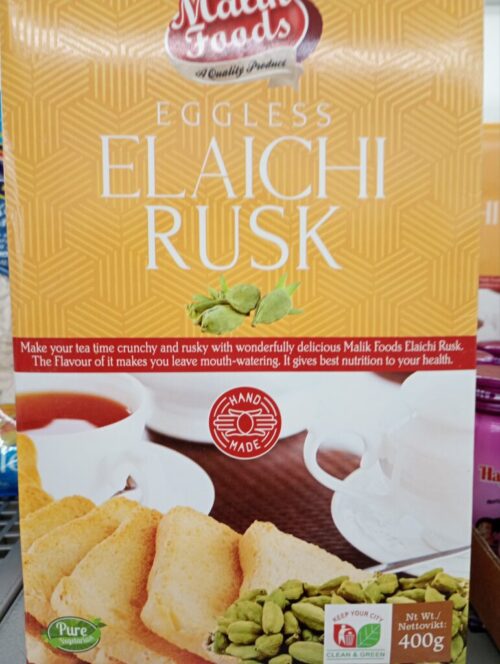 Malik
Foods
A Quality Product
EGGLESS
ELAICHI
RUSK
Make your tea time crunchy and rusky with wonderfully delicious Malik Foods Elaichi Rusk.
The Flavour of it makes you leave mouth-watering. It gives best nutrition to your health.
HAND
MADE
Pure
Vegetarian
KEEP YOUR CITY
CLEAN & GREEN
Nt Wt./
Nettovikt:
400g
Ha